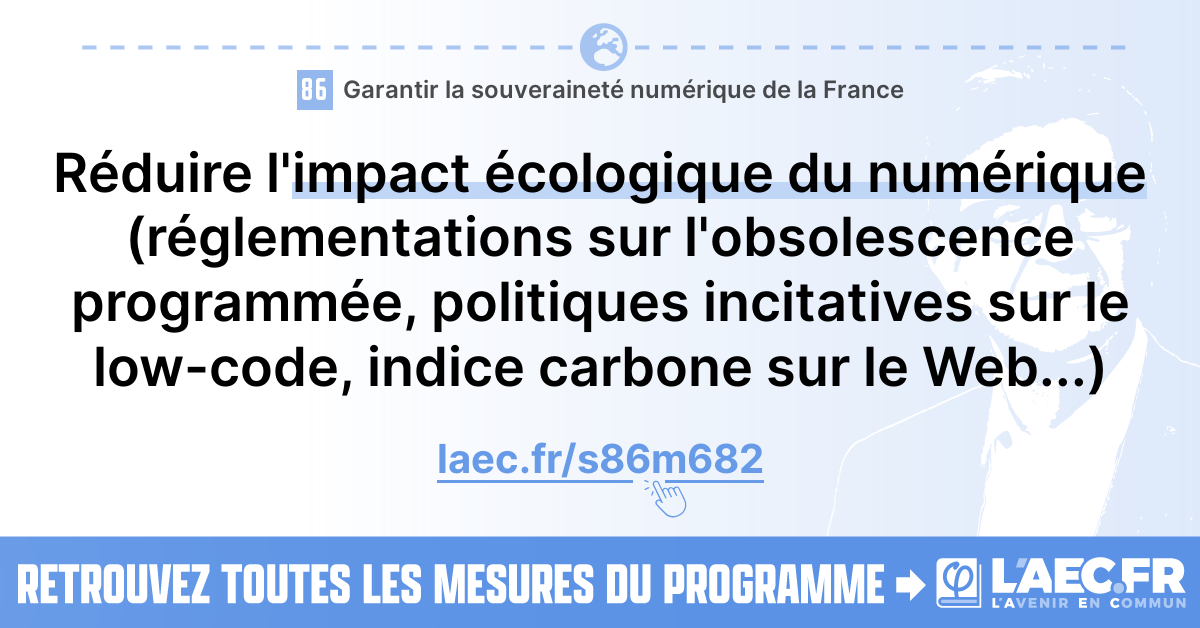 86 Garantir la souveraineté numérique de la France
Réduire l'impact écologique du numérique
(réglementations sur l'obsolescence
programmée, politiques incitatives sur le
low-code, indice carbone sur le Web...)
laec.fr/s86m682
RETROUVEZ TOUTES LES MESURES DU PROGRAMME
φ L'AEC.FR
L'AVENIR EN COMMUN